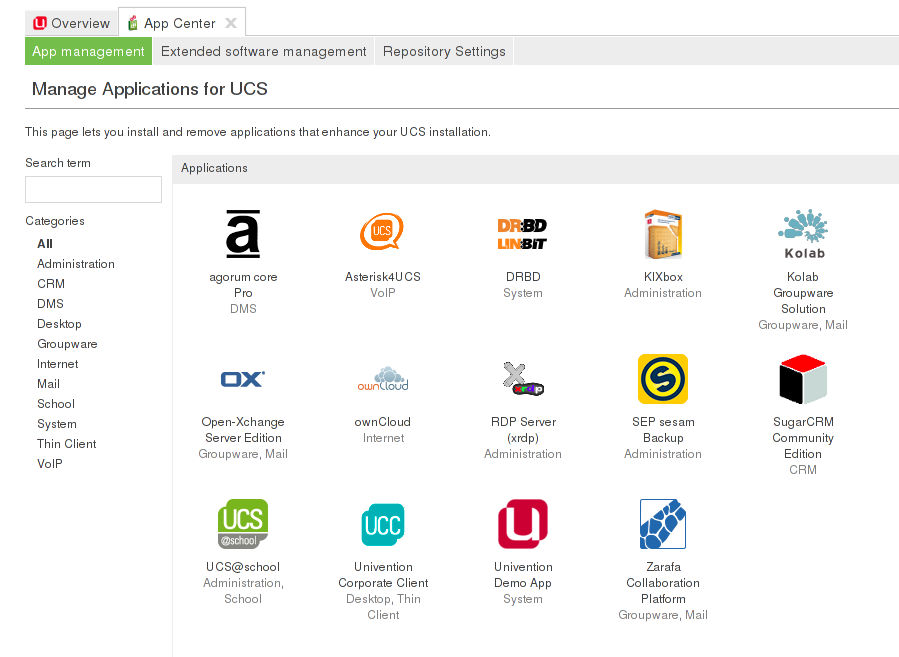 Overview App Center
App management Extended software management Repository Settings
Manage Applications for UCS
This page lets you install and remove applications that enhance your UCS installation.
Search term
Categories
All
Administration
CRM
DMS
Desktop
Groupware
Internet
Mail
School
System
Thin Client
VoIP
Applications
a
agorum core
Pro
DMS
UCS
Asterisk4UCS
VoIP
DR:BD
LINBIT
DRBD
System
KIXbox
Administration
Kolab
Kolab
Groupware
Solution
Groupware, Mail
OX
Open-Xchange
Server Edition
Groupware, Mail
ownCloud
ownCloud
Internet
X
rdp
RDP Server
(xrdp)
Administration
S
SEP sesam
Backup
Administration
SugarCRM
Community
Edition
CRM
UCS
@school
UCS@school
Administration,
School
UCC
Univention
Corporate Client
Desktop, Thin
Client
U
Univention
Demo App
System
Zarafa
Collaboration
Platform
Groupware, Mail